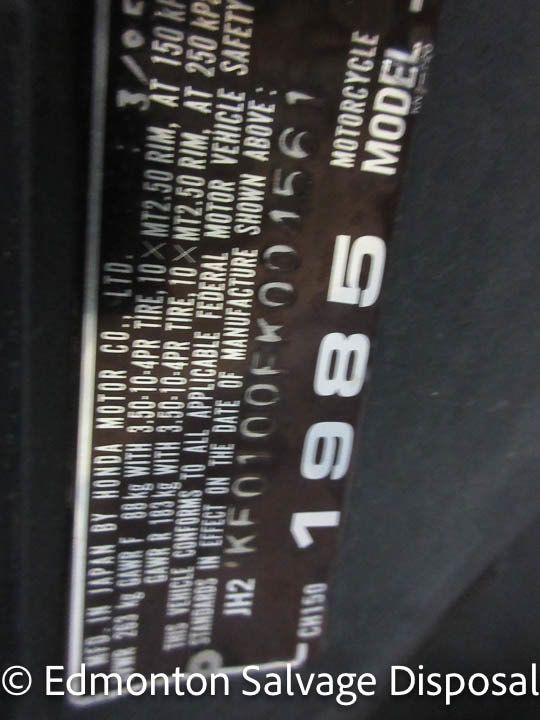 MFD. IN JAPAN BY HONDA MOTOR CO., LTD. 3/85
GVWR 263 kg GAWR F 88 kg WITH 3.50-10-4PR TIRE, 10 × MT2.50 RIM, AT 150 kPa
GAWR R 183 kg WITH 3.50-10-4PR TIRE, 10 × MT2.50 RIM, AT 250 kPa
THIS VEHICLE CONFORMS TO ALL APPLICABLE FEDERAL MOTOR VEHICLE SAFETY
STANDARDS IN EFFECT ON THE DATE OF MANUFACTURE SHOWN ABOVE:
JH2'KF0100FK001561
CH150
MOTORCYCLE
1985 MODEL
© Edmonton Salvage Disposal